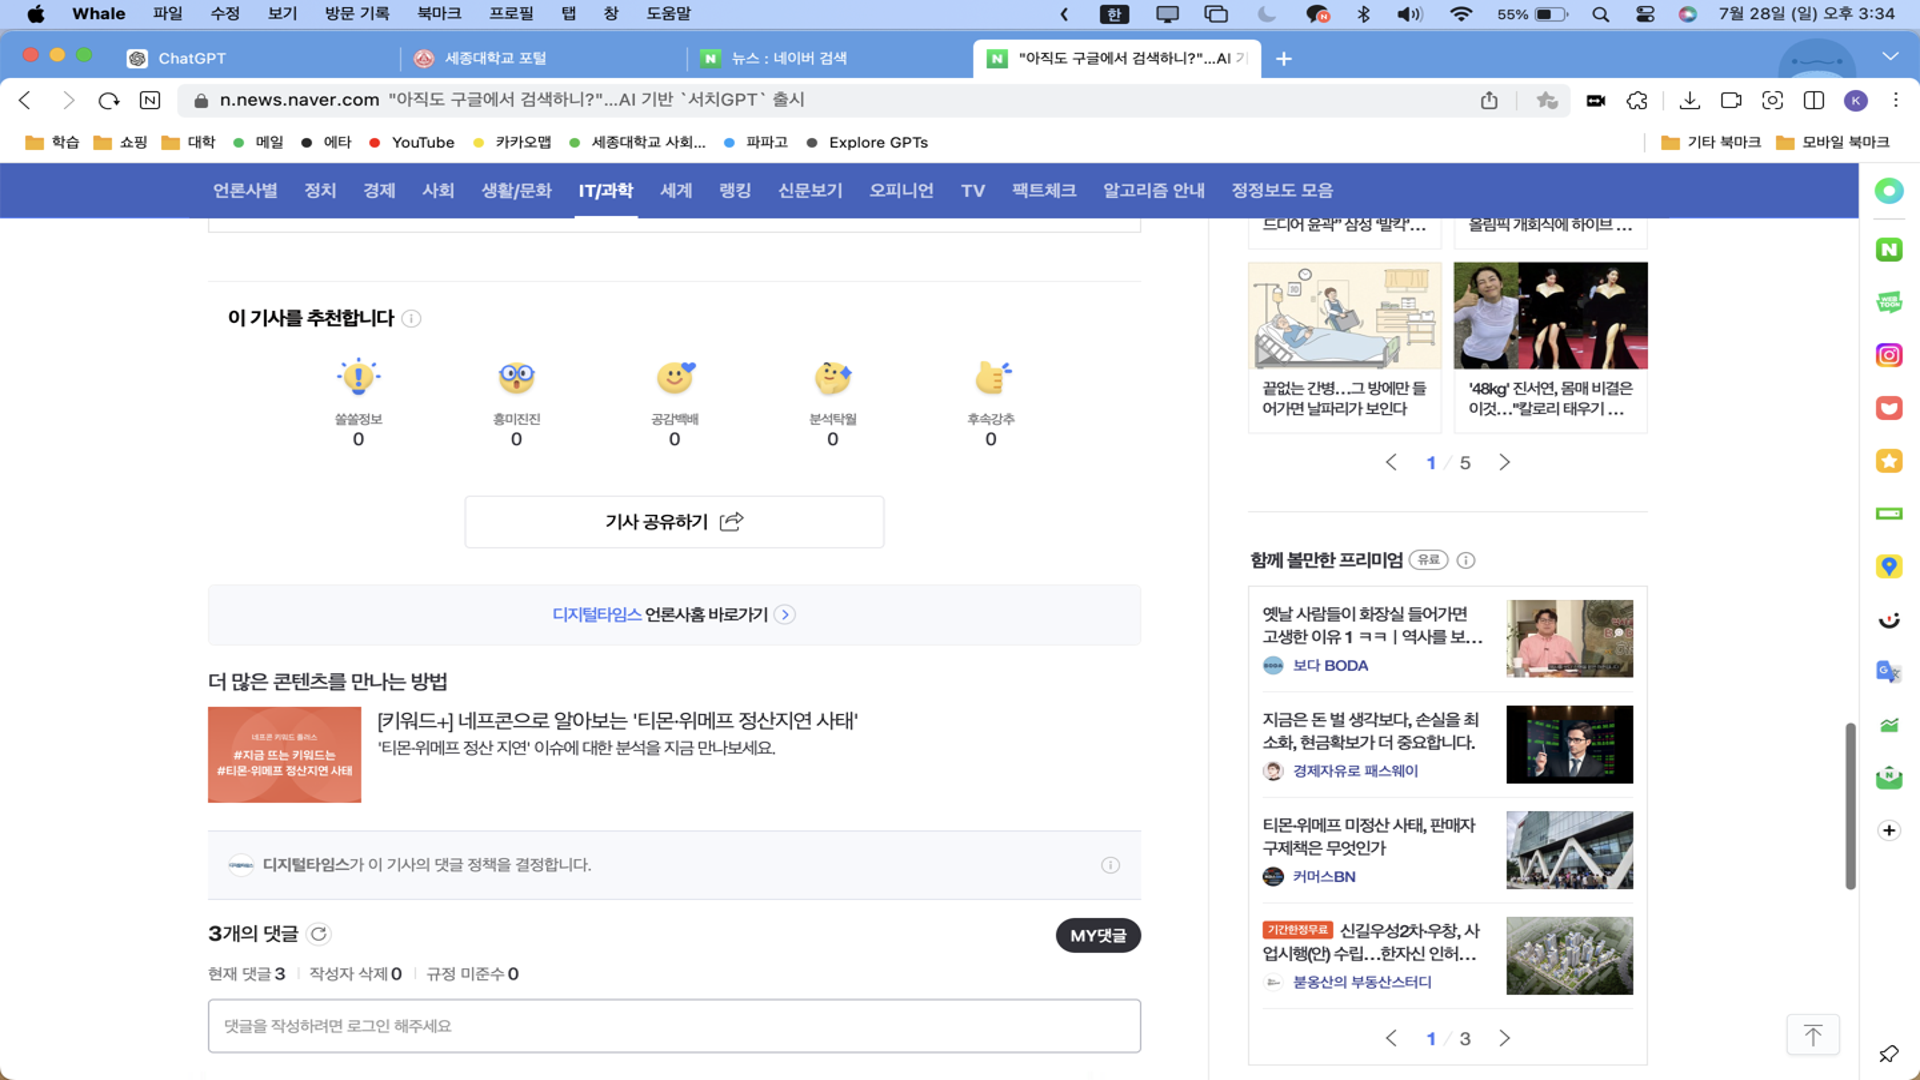 Whale 파일 수정 보기 방문 기록 북마크 프로필 탭 창 도움말 한 55% 7월 28일 (일) 오후 3:34
ChatGPT 세종대학교 포털 뉴스 : 네이버 검색 "아직도 구글에서 검색하니?"...AI 기
n.news.naver.com "아직도 구글에서 검색하니?"...AI 기반 `서치GPT` 출시
학습 쇼핑 대학 메일 에타 YouTube 카카오맵 세종대학교 사회... 파파고 Explore GPTs 기타 북마크 모바일 북마크
언론사별 정치 경제 사회 생활/문화 IT/과학 세계 랭킹 신문보기 오피니언 TV 팩트체크 알고리즘 안내 정정보도 모음
이 기사를 추천합니다
쏠쏠정보 흥미진진 공감백배 분석탁월 후속강추
0 0 0 0 0
기사 공유하기
디지털타임스 언론사홈 바로가기
더 많은 콘텐츠를 만나는 방법
네프콘 키워드 플러스
#지금 뜨는 키워드는
#티몬·위메프 정산지연 사태
[키워드+] 네프콘으로 알아보는 '티몬·위메프 정산지연 사태'
'티몬·위메프 정산 지연' 이슈에 대한 분석을 지금 만나보세요.
디지털타임스가 이 기사의 댓글 정책을 결정합니다.
3개의 댓글
MY댓글
현재 댓글 3 작성자 삭제 0 규정 미준수 0
댓글을 작성하려면 로그인 해주세요
드디어 윤곽" 삼성 '발칵'...
올림픽 개회식에 하이브 ...
끝없는 간병...그 방에만 들
어가면 날파리가 보인다
'48kg' 진서연, 몸매 비결은
이것..."칼로리 태우기 ...
1 / 5
함께 볼만한 프리미엄 유료
옛날 사람들이 화장실 들어가면
고생한 이유 1 ㅋㅋ | 역사를 보...
보다 BODA
지금은 돈 벌 생각보다, 손실을 최
소화, 현금확보가 더 중요합니다.
경제자유로 패스웨이
티몬·위메프 미정산 사태, 판매자
구제책은 무엇인가
커머스BN
기간한정무료 신길우성2차·우창, 사
업시행(안) 수립...한자신 인허...
붇옹산의 부동산스터디
1 / 3
WEB
TOON